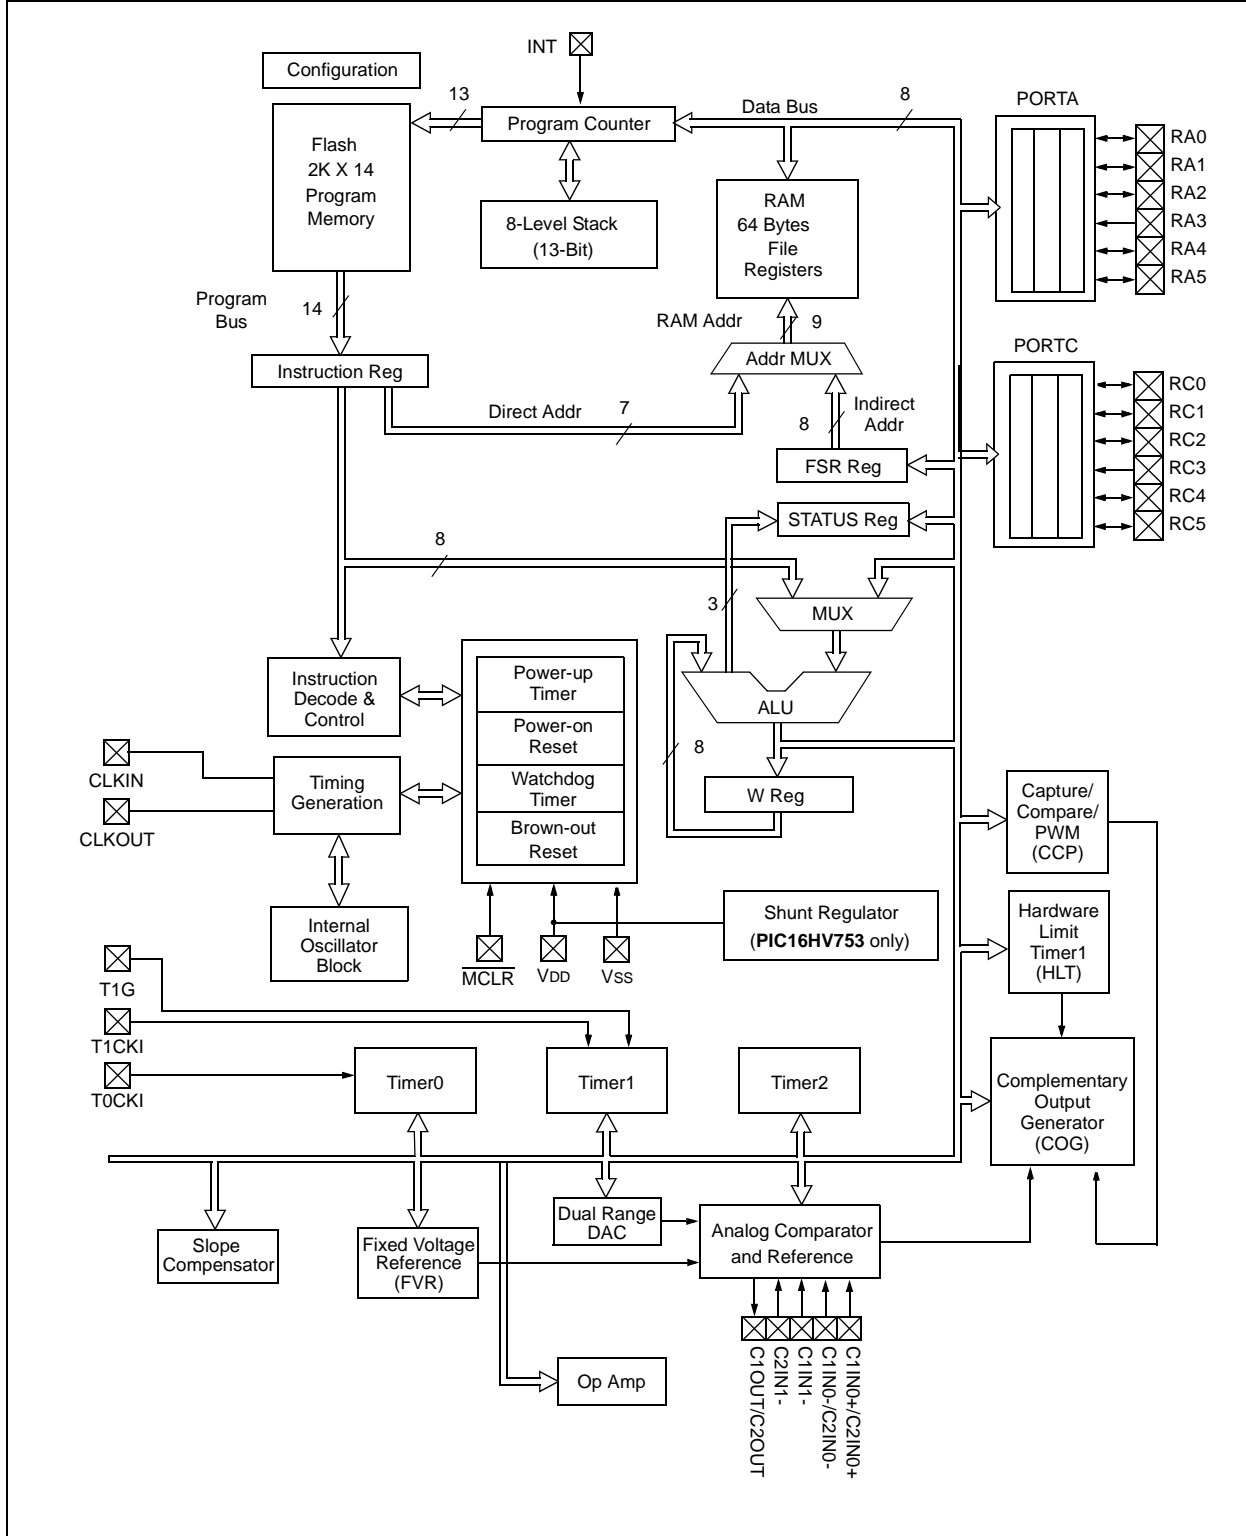 INT
Configuration
13
Data Bus
8
PORTA
Program Counter
Flash
2K X 14
Program
Memory
RA0
RA1
RA2
RA3
RA4
RA5
8-Level Stack
(13-Bit)
RAM
64 Bytes
File
Registers
Program
Bus
14
RAM Addr
9
PORTC
Instruction Reg
Addr MUX
RC0
RC1
RC2
RC3
RC4
RC5
Direct Addr
7
8
Indirect
Addr
FSR Reg
STATUS Reg
8
3
MUX
Instruction
Decode &
Control
Power-up
Timer
Power-on
Reset
Watchdog
Timer
Brown-out
Reset
ALU
8
W Reg
CLKIN
CLKOUT
Timing
Generation
Capture/
Compare/
PWM
(CCP)
Internal
Oscillator
Block
MCLR
VDD
VSS
Shunt Regulator
(PIC16HV753 only)
Hardware
Limit
Timer1
(HLT)
T1G
T1CKI
T0CKI
Timer0
Timer1
Timer2
Complementary
Output
Generator
(COG)
Slope
Compensator
Fixed Voltage
Reference
(FVR)
Dual Range
DAC
Analog Comparator
and Reference
Op Amp
C1OUT/C2OUT
C2IN1-
C1IN1-
C1IN0-/C2IN0-
C1IN0+/C2IN0+